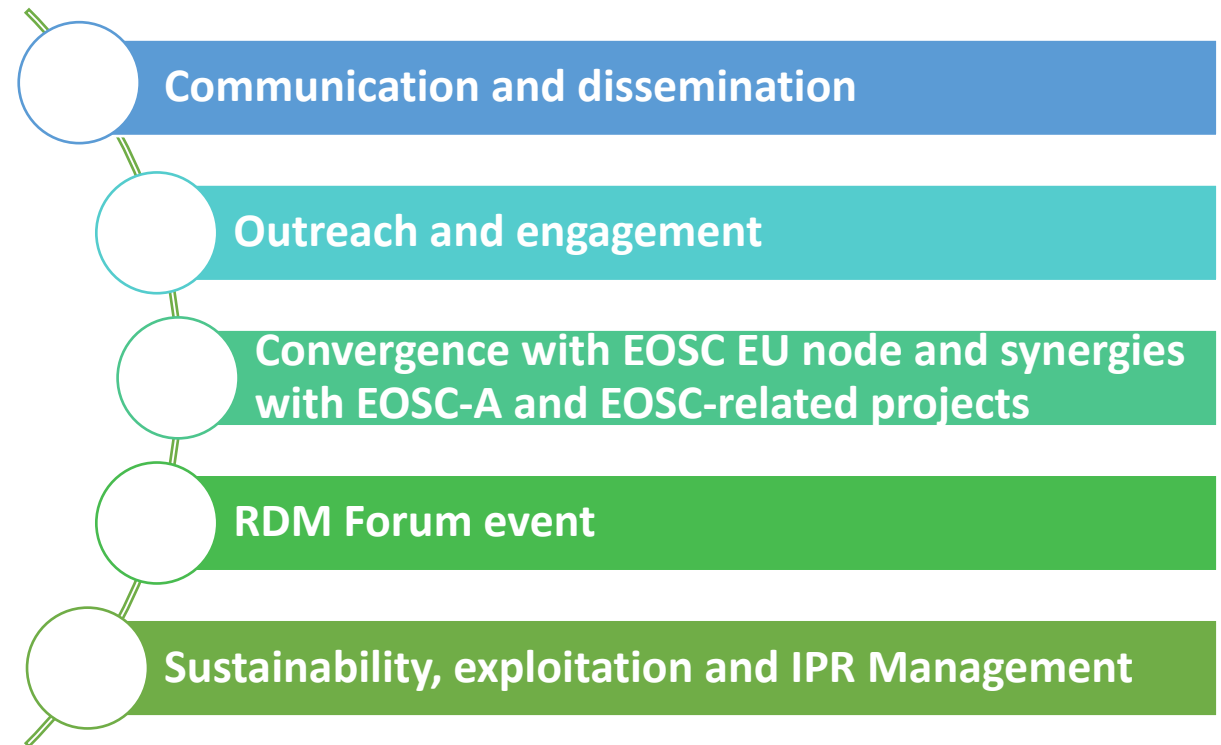 Communication and dissemination
Outreach and engagement
Convergence with EOSC EU node and synergies
with EOSC-A and EOSC-related projects
RDM Forum event
Sustainability, exploitation and IPR Management